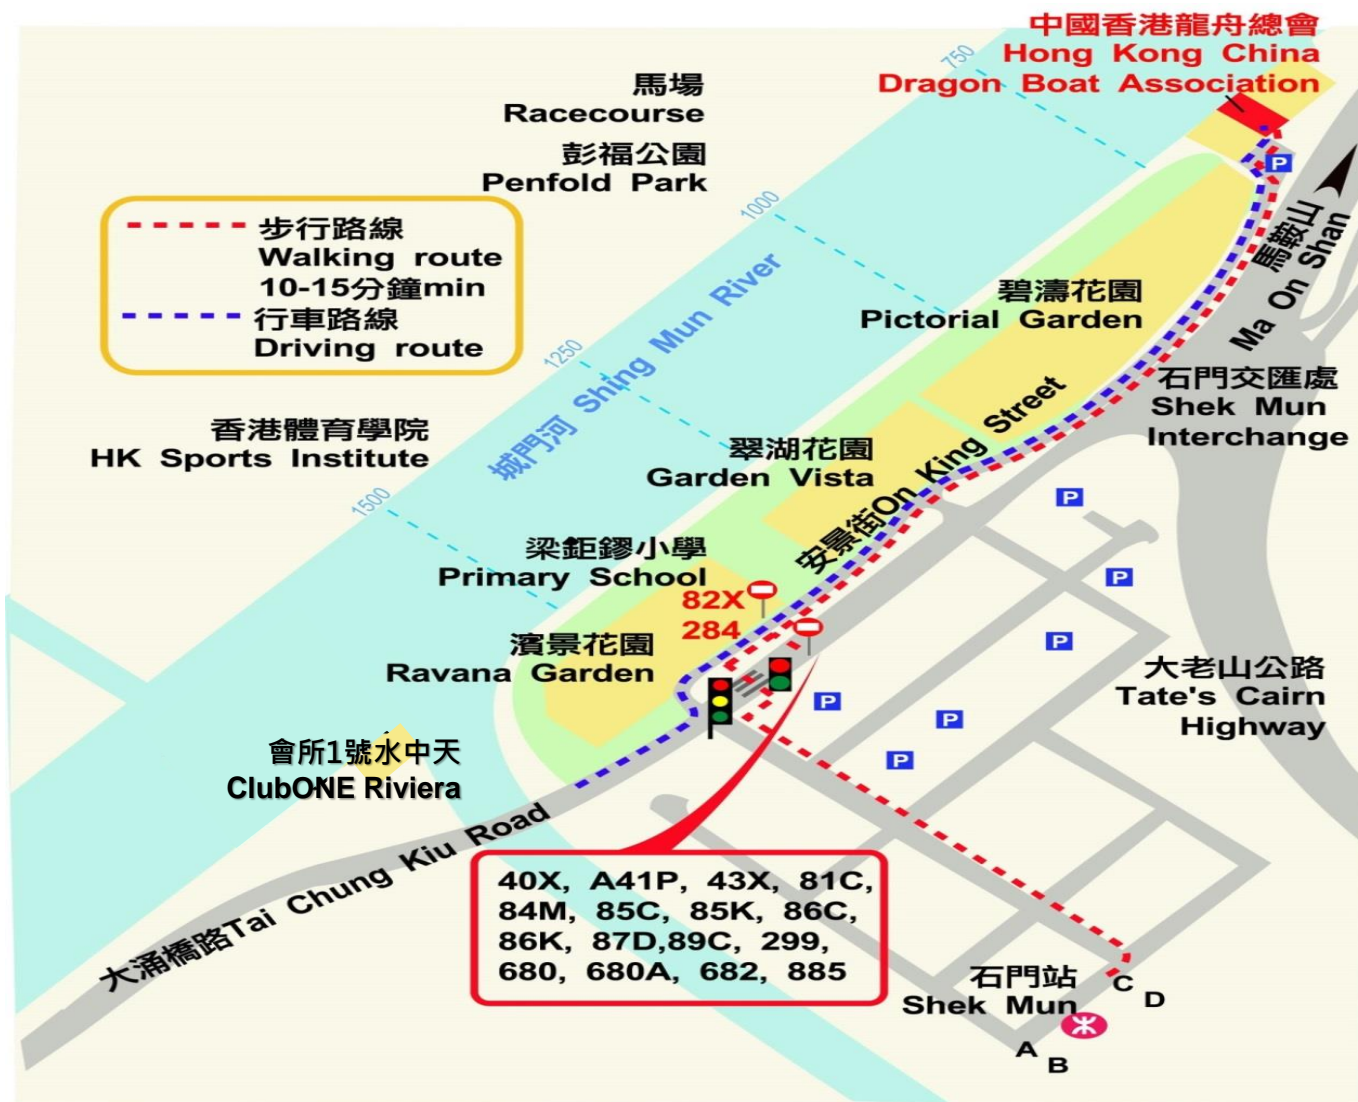 中國香港龍舟總會
Hong Kong China
Dragon Boat Association
750
馬場
Racecourse
彭福公園
Penfold Park
P
1000
步行路線
Walking route
10-15分鐘min
行車路線
Driving route
馬鞍山
Ma On Shan
城門河 Shing Mun River
碧濤花園
Pictorial Garden
1250
石門交匯處
Shek Mun
Interchange
香港體育學院
HK Sports Institute
翠湖花園
Garden Vista
安景街On King Street
1500
P
梁鉅鏐小學
Primary School
P
82X
284
濱景花園
Ravana Garden
P
大老山公路
Tate's Cairn
Highway
P
P
P
會所1號水中天
ClubONE Riviera
大涌橋路Tai Chung Kiu Road
40X, A41P, 43X, 81C,
84M, 85C, 85K, 86C,
86K, 87D,89C, 299,
680, 680A, 682, 885
石門站
Shek Mun
C
D
A
B